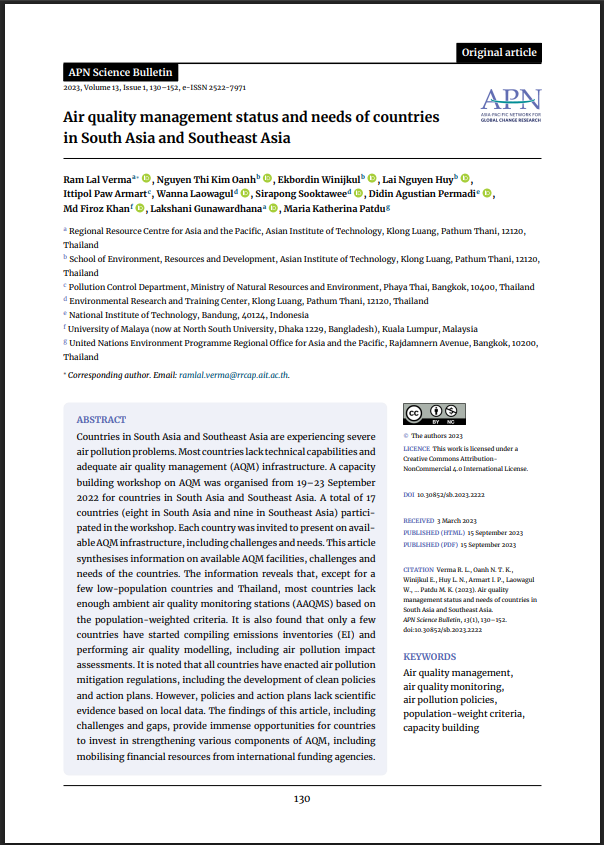 Original article
APN Science Bulletin
2023, Volume 13, Issue 1, 130–152, e-ISSN 2522–7971
APN
ASIA-PACIFIC NETWORK FOR
GLOBAL CHANGE RESEARCH
Air quality management status and needs of countries
in South Asia and Southeast Asia
Ram Lal Verma a* , Nguyen Thi Kim Oanh b , Ekbordin Winijkul b , Lai Nguyen Huy b ,
Ittipol Paw Armart c, Wanna Laowagul d , Sirapong Sooktawee d , Didin Agustian Permadi e ,
Md Firoz Khan f , Lakshani Gunawardhana a , Maria Katherina Patdu g
a Regional Resource Centre for Asia and the Pacific, Asian Institute of Technology, Klong Luang, Pathum Thani, 12120,
Thailand
b School of Environment, Resources and Development, Asian Institute of Technology, Klong Luang, Pathum Thani, 12120,
Thailand
c Pollution Control Department, Ministry of Natural Resources and Environment, Phaya Thai, Bangkok, 10400, Thailand
d Environmental Research and Training Center, Klong Luang, Pathum Thani, 12120, Thailand
e National Institute of Technology, Bandung, 40124, Indonesia
f University of Malaya (now at North South University, Dhaka 1229, Bangladesh), Kuala Lumpur, Malaysia
g United Nations Environment Programme Regional Office for Asia and the Pacific, Rajdamnern Avenue, Bangkok, 10200,
Thailand
* Corresponding author. Email: ramlal.verma@rrcap.ait.ac.th.
ABSTRACT
Countries in South Asia and Southeast Asia are experiencing severe
air pollution problems. Most countries lack technical capabilities and
adequate air quality management (AQM) infrastructure. A capacity
building workshop on AQM was organised from 19–23 September
2022 for countries in South Asia and Southeast Asia. A total of 17
countries (eight in South Asia and nine in Southeast Asia) partici-
pated in the workshop. Each country was invited to present on avail-
able AQM infrastructure, including challenges and needs. This article
synthesises information on available AQM facilities, challenges and
needs of the countries. The information reveals that, except for a
few low-population countries and Thailand, most countries lack
enough ambient air quality monitoring stations (AAQMS) based on
the population-weighted criteria. It is also found that only a few
countries have started compiling emissions inventories (EI) and
performing air quality modelling, including air pollution impact
assessments. It is noted that all countries have enacted air pollution
mitigation regulations, including the development of clean policies
and action plans. However, policies and action plans lack scientific
evidence based on local data. The findings of this article, including
challenges and gaps, provide immense opportunities for countries
to invest in strengthening various components of AQM, including
mobilising financial resources from international funding agencies.
CC BY NC
© The authors 2023
LICENCE This work is licensed under a
Creative Commons Attribution-
NonCommercial 4.0 International License.
DOI 10.30852/sb.2023.2222
RECEIVED 3 March 2023
PUBLISHED (HTML) 15 September 2023
PUBLISHED (PDF) 15 September 2023
CITATION Verma R. L., Oanh N. T. K.,
Winijkul E., Huy L. N., Armart I. P., Laowagul
W., ... Patdu M. K. (2023). Air quality
management status and needs of countries in
South Asia and Southeast Asia.
APN Science Bulletin, 13(1), 130–152.
doi:10.30852/sb.2023.2222
KEYWORDS
Air quality management,
air quality monitoring,
air pollution policies,
population-weight criteria,
capacity building
130